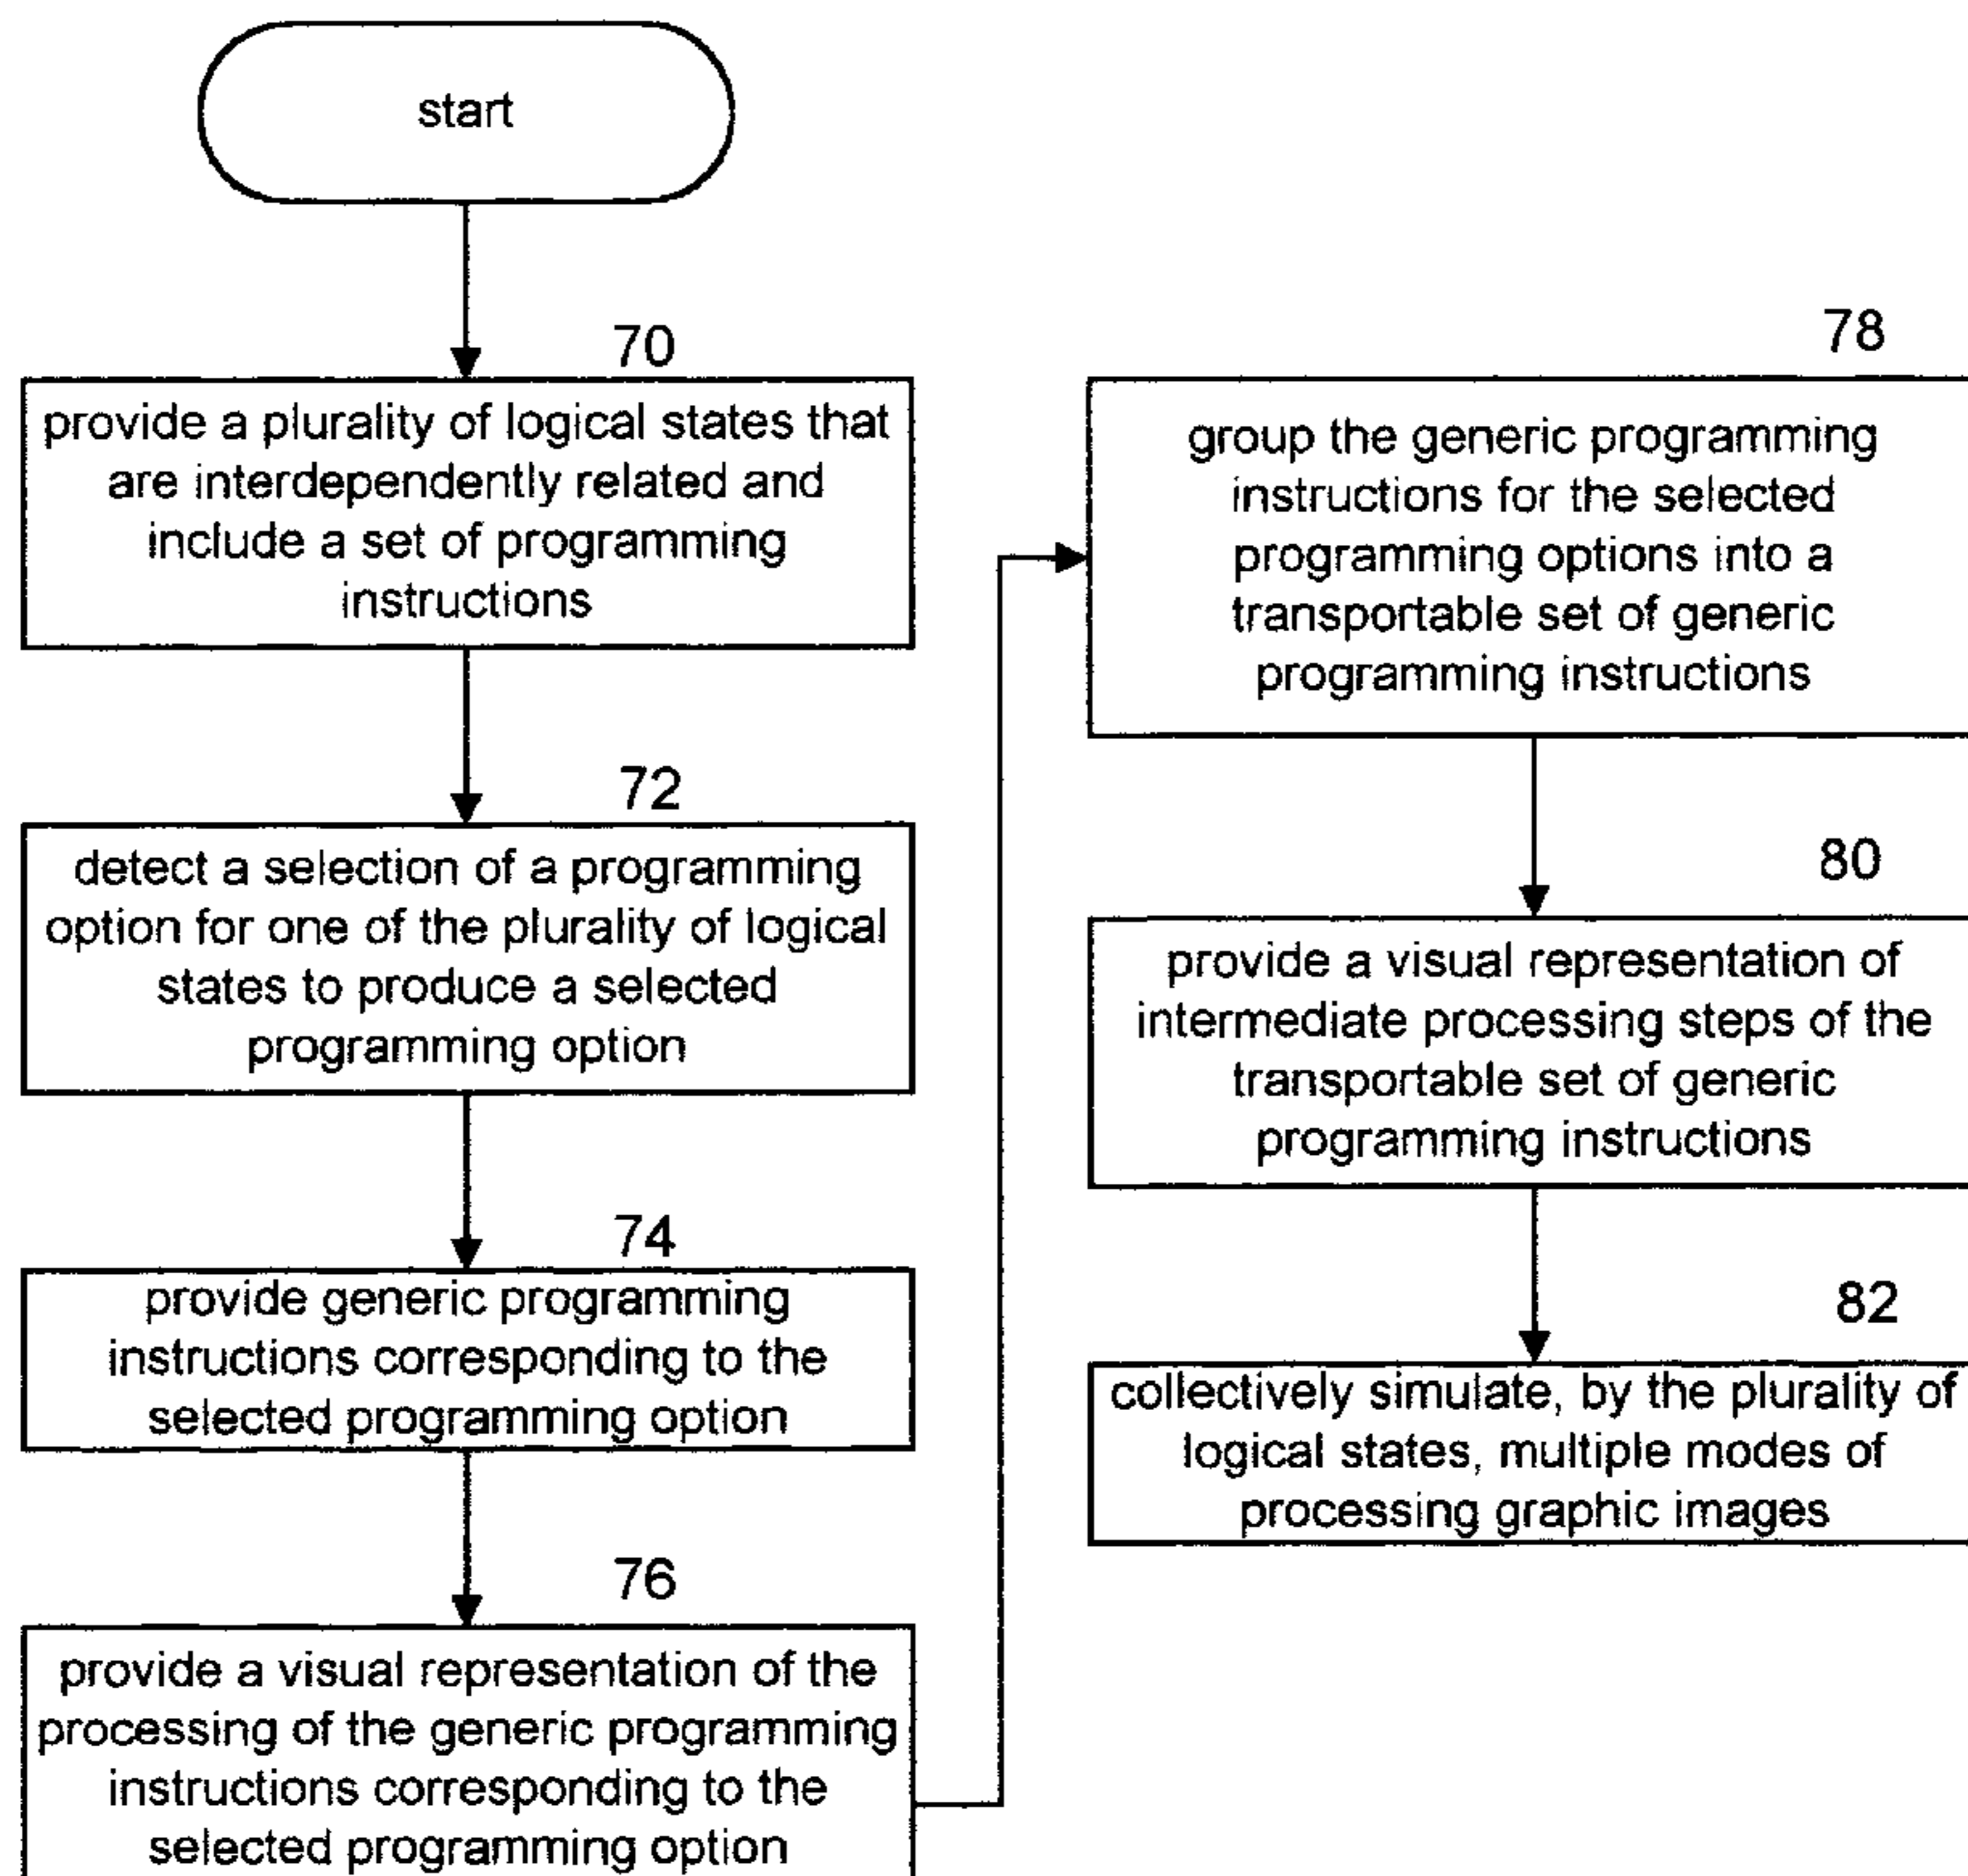 start
70
provide a plurality of logical states that
are interdependently related and
include a set of programming
instructions
72
detect a selection of a programming
option for one of the plurality of logical
states to produce a selected
programming option
74
provide generic programming
instructions corresponding to the
selected programming option
76
provide a visual representation of the
processing of the generic programming
instructions corresponding to the
selected programming option
78
group the generic programming
instructions for the selected
programming options into a
transportable set of generic
programming instructions
80
provide a visual representation of
intermediate processing steps of the
transportable set of generic
programming instructions
82
collectively simulate, by the plurality of
logical states, multiple modes of
processing graphic images